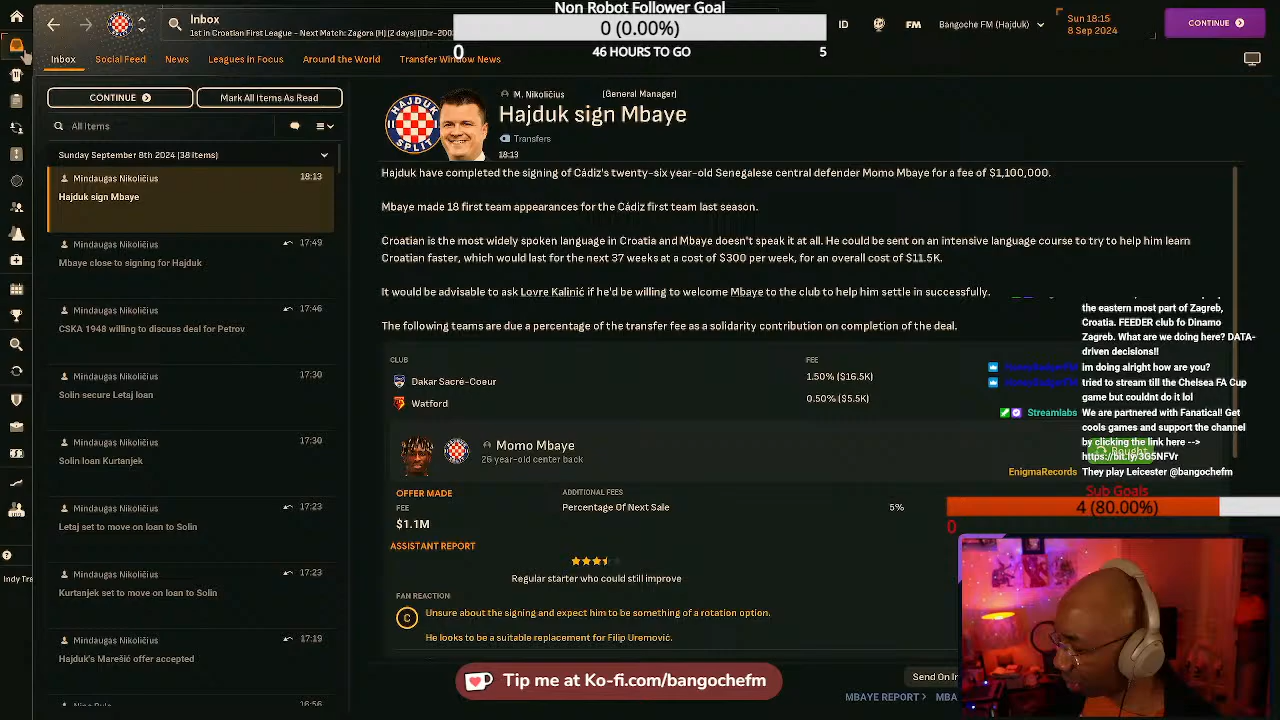 Non Robot Follower Goal
0 (0.00%)
0
46 HOURS TO GO
5
Inbox
1st in Croatian First League - Next Match: Zagora (H) (2 days)
ID
FM
Bangoche FM (Hajduk)
Sun 18:15
8 Sep 2024
CONTINUE
Inbox
Social Feed
News
Leagues in Focus
Around the World
Transfer Window News
CONTINUE
Mark All Items As Read
All Items
Sunday September 8th 2024 (38 Items)
Mindaugas Nikoličius
18:13
Hajduk sign Mbaye
Mindaugas Nikoličius
17:49
Mbaye close to signing for Hajduk
Mindaugas Nikoličius
17:46
CSKA 1948 willing to discuss deal for Petrov
Mindaugas Nikoličius
17:30
Solin secure Letaj loan
Mindaugas Nikoličius
17:30
Solin loan Kurtanjek
Mindaugas Nikoličius
17:23
Letaj set to move on loan to Solin
Mindaugas Nikoličius
17:23
Kurtanjek set to move on loan to Solin
Mindaugas Nikoličius
17:19
Hajduk's Marešić offer accepted
16:56
Indy Tra
HAJDUK
SPLIT
M. Nikoličius
(General Manager)
Hajduk sign Mbaye
Transfers
18:13
Hajduk have completed the signing of Cádiz's twenty-six year-old Senegalese central defender Momo Mbaye for a fee of $1,100,000.
Mbaye made 18 first team appearances for the Cádiz first team last season.
Croatian is the most widely spoken language in Croatia and Mbaye doesn't speak it at all. He could be sent on an intensive language course to try to help him learn
Croatian faster, which would last for the next 37 weeks at a cost of $300 per week, for an overall cost of $11.5K.
It would be advisable to ask Lovre Kalinić if he'd be willing to welcome Mbaye to the club to help him settle in successfully.
The following teams are due a percentage of the transfer fee as a solidarity contribution on completion of the deal.
CLUB
FEE
Dakar Sacré-Coeur
1.50% ($16.5K)
Watford
0.50% ($5.5K)
Momo Mbaye
26 year-old center back
Bought
OFFER MADE
FEE
$1.1M
ADDITIONAL FEES
Percentage Of Next Sale
5%
ASSISTANT REPORT
Regular starter who could still improve
FAN REACTION
C
Unsure about the signing and expect him to be something of a rotation option.
He looks to be a suitable replacement for Filip Uremović.
Send On In
MBAYE REPORT >
MBA
the eastern most part of Zagreb,
Croatia. FEEDER club fo Dinamo
Zagreb. What are we doing here? DATA-
driven decisions!!
im doing alright how are you?
tried to stream till the Chelsea FA Cup
game but couldnt do it lol
Streamlabs
We are partnered with Fanatical! Get
cools games and support the channel
by clicking the link here -->
https://bit.ly/3G5NFVr
EnigmaRecords
They play Leicester @bangochefm
Sub Goals
4 (80.00%)
0
Tip me at Ko-fi.com/bangochefm